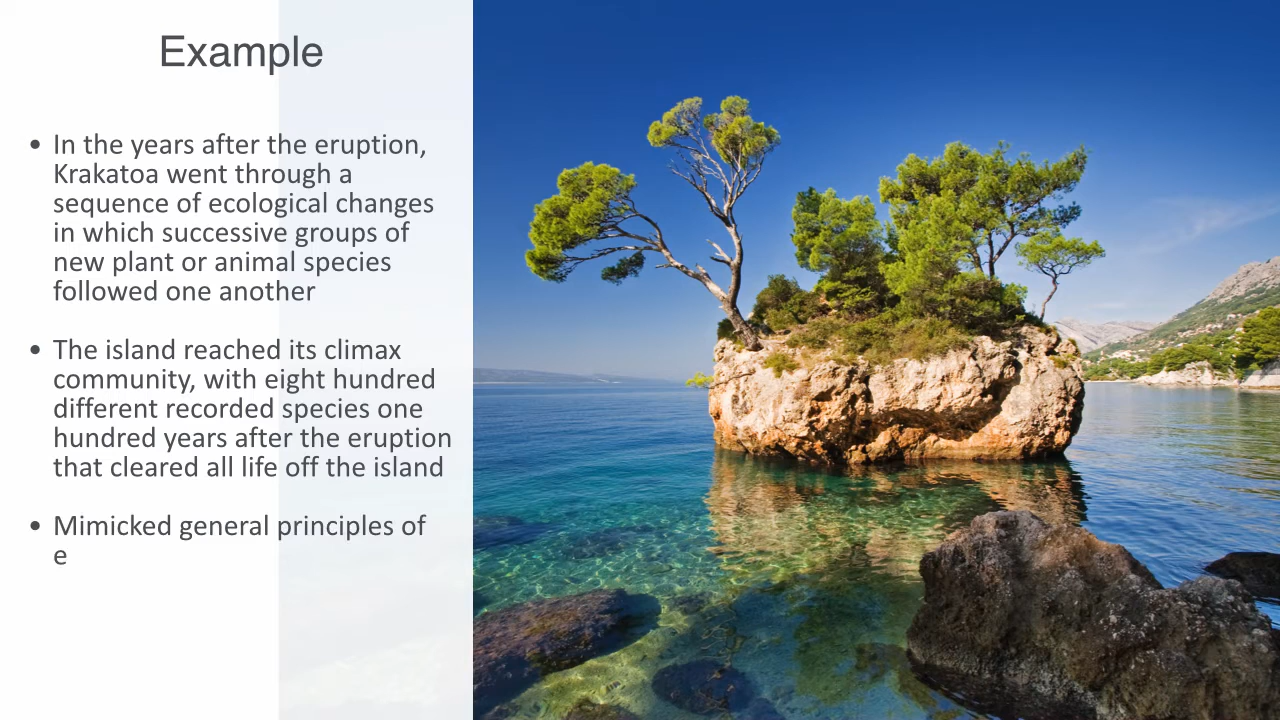 Example
• In the years after the eruption,
Krakatoa went through a
sequence of ecological changes
in which successive groups of
new plant or animal species
followed one another
• The island reached its climax
community, with eight hundred
different recorded species one
hundred years after the eruption
that cleared all life off the island
• Mimicked general principles of
e